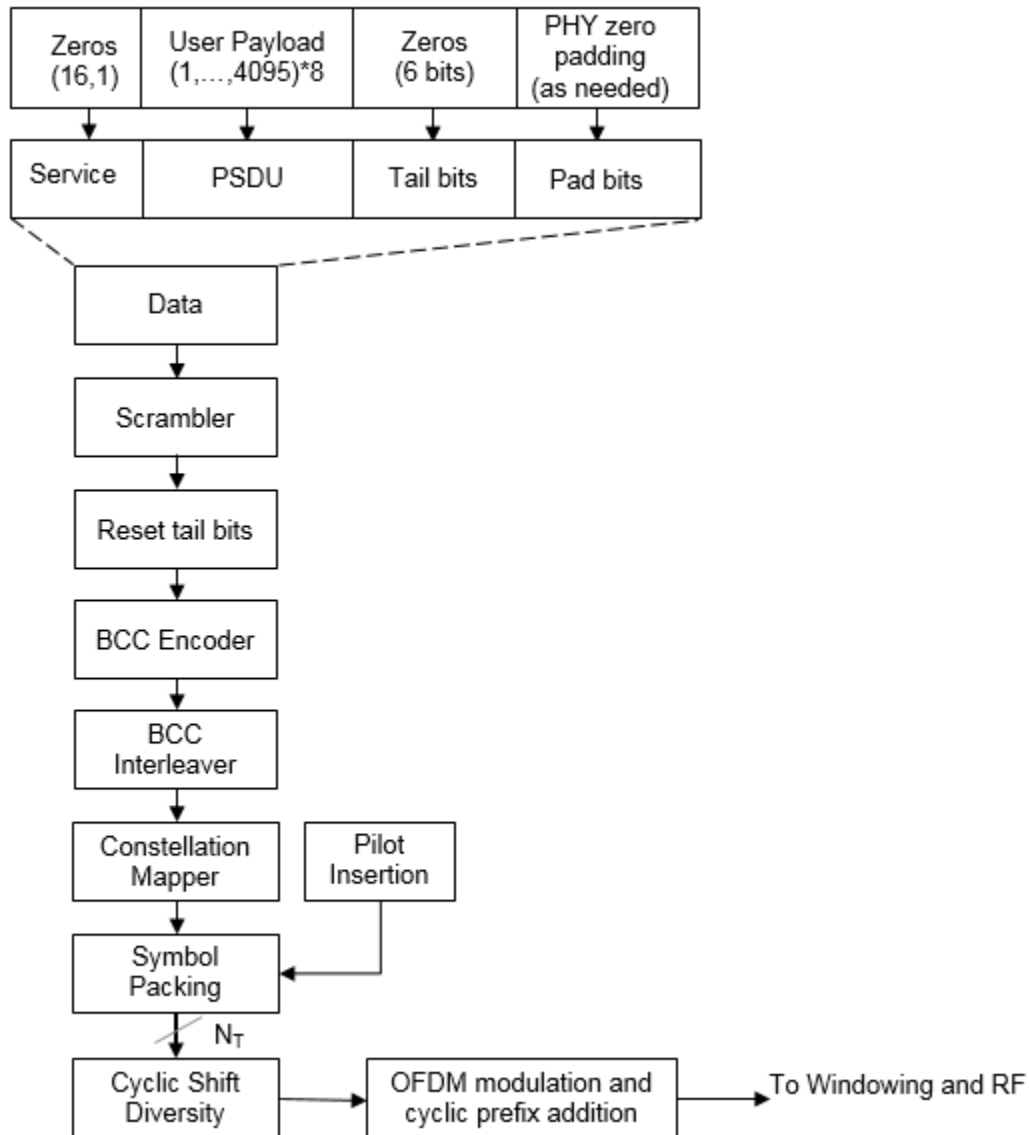 Zeros
(16,1)
User Payload
(1,...,4095)*8
Zeros
(6 bits)
PHY zero
padding
(as needed)
Service
PSDU
Tail bits
Pad bits
Data
Scrambler
Reset tail bits
BCC Encoder
BCC
Interleaver
Constellation
Mapper
Pilot
Insertion
Symbol
Packing
N_T
Cyclic Shift
Diversity
OFDM modulation and
cyclic prefix addition
To Windowing and RF